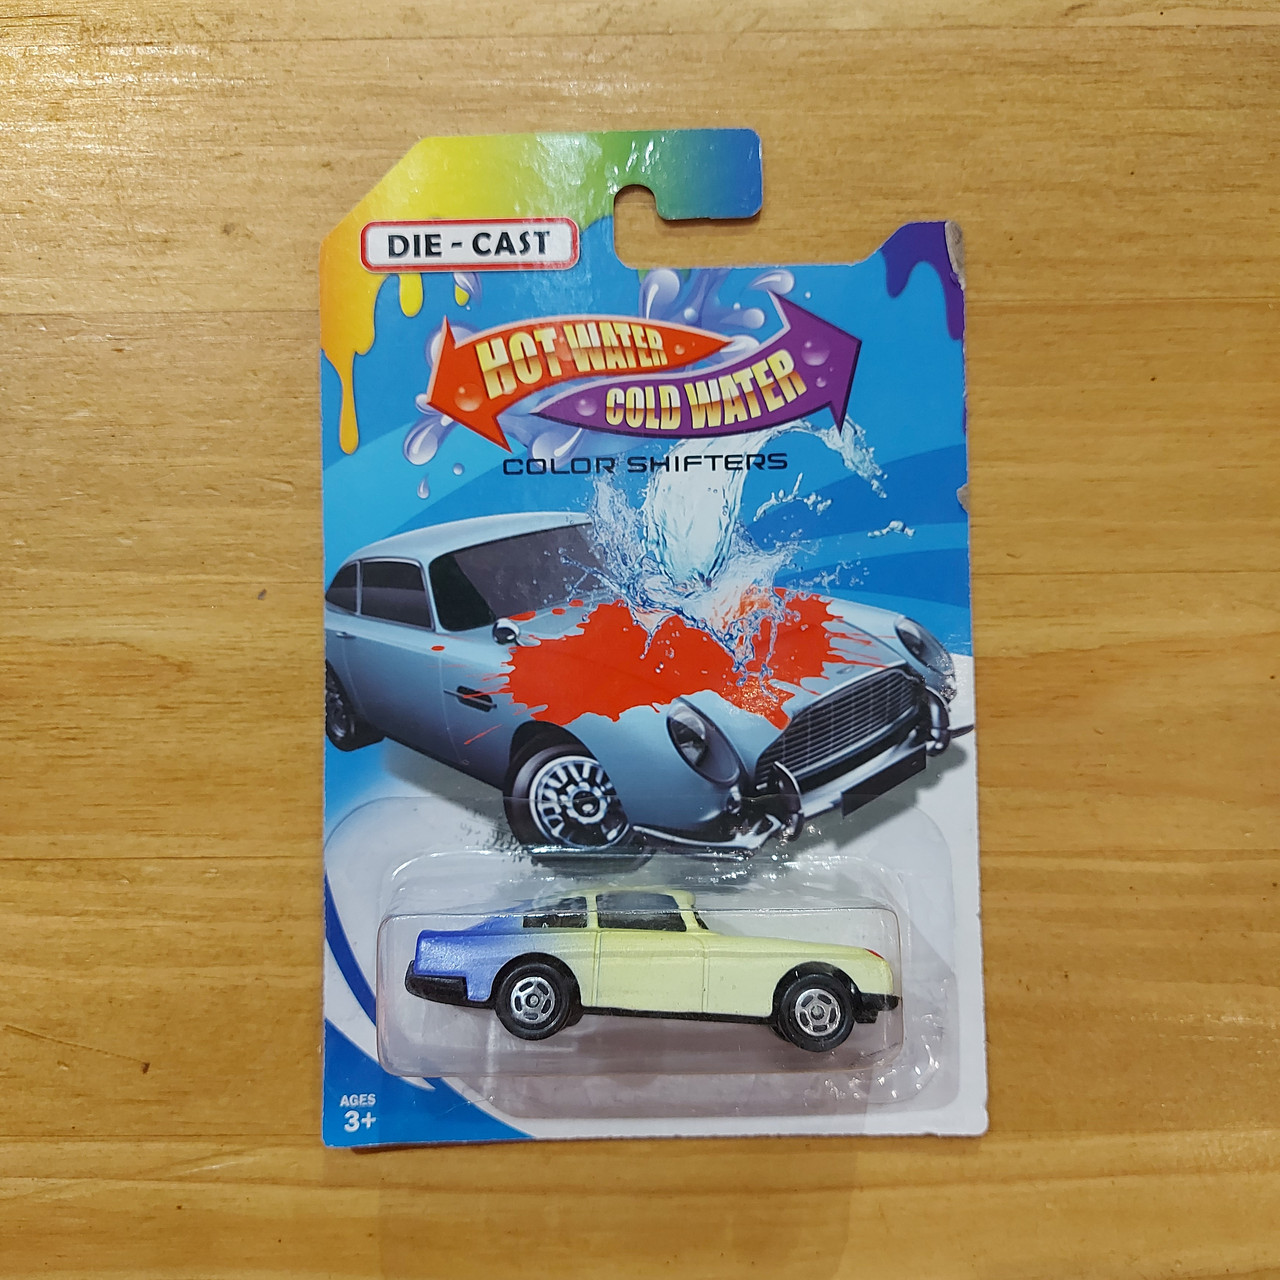 DIE - CAST
HOT WATER
COLD WATER
COLOR SHIFTERS
AGES
3+